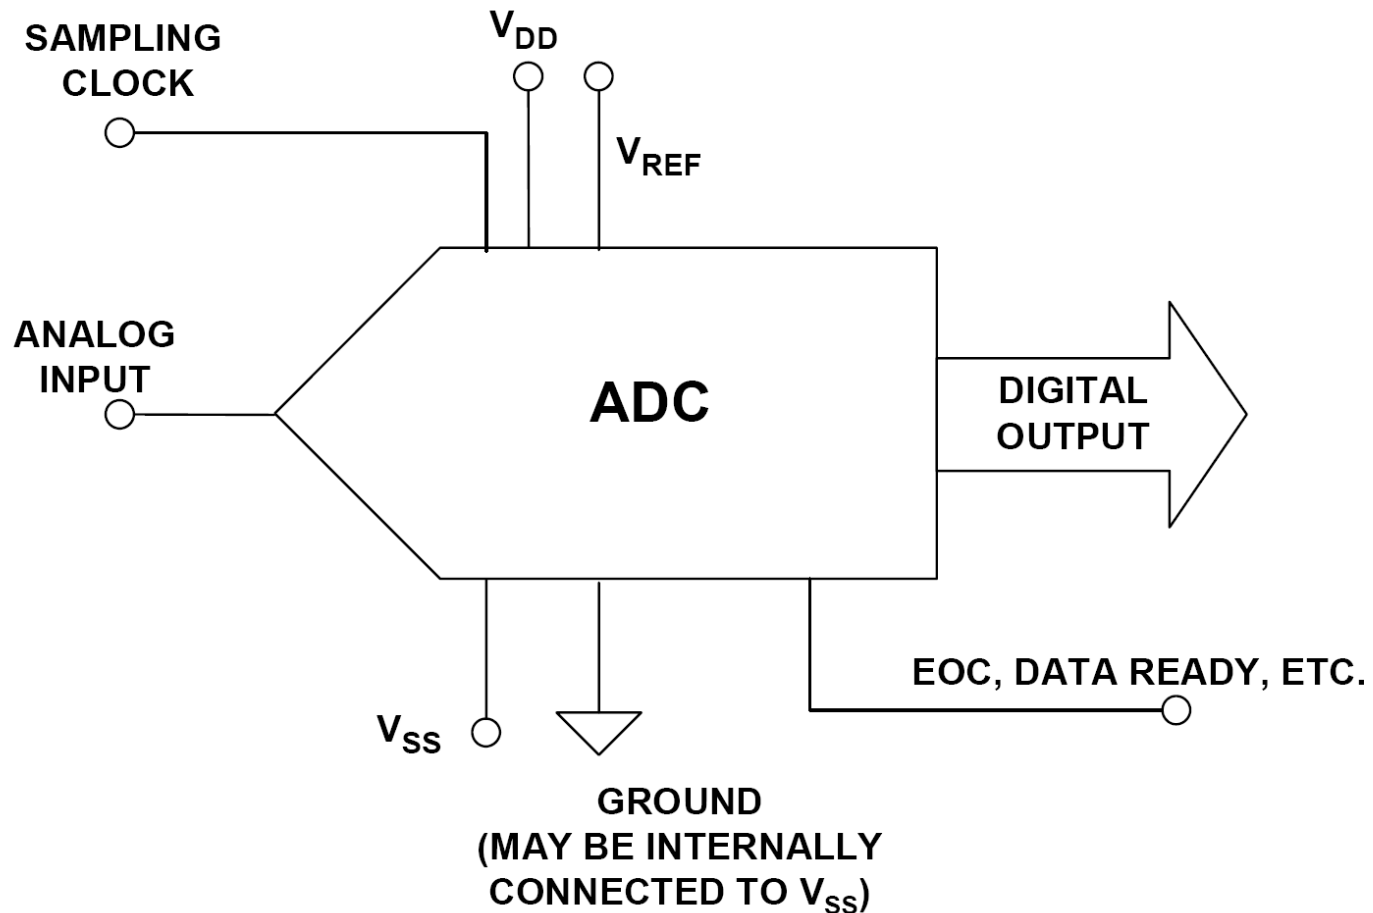 SAMPLING
CLOCK
VDD
VREF
ANALOG
INPUT
ADC
DIGITAL
OUTPUT
EOC, DATA READY, ETC.
VSS
GROUND
(MAY BE INTERNALLY
CONNECTED TO VSS)